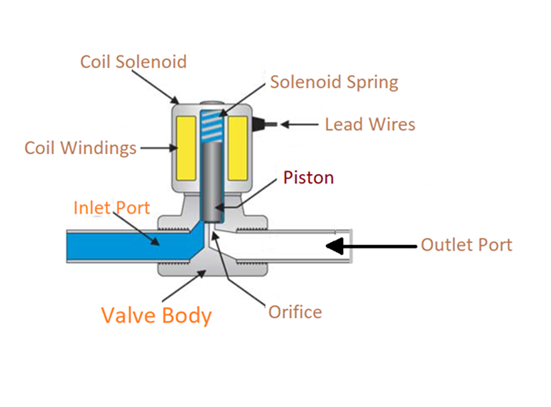 Coil Solenoid
Solenoid Spring
Lead Wires
Coil Windings
Piston
Inlet Port
Outlet Port
Valve Body
Orifice